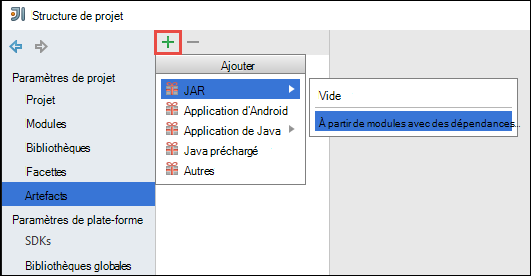 Structure de projet
Paramètres de projet
Projet
Modules
Bibliothèques
Facettes
Artefacts
Paramètres de plate-forme
SDKs
Bibliothèques globales
Ajouter
JAR
Application d'Android
Application de Java
Java préchargé
Autres
Vide
À partir de modules avec des dépendances...